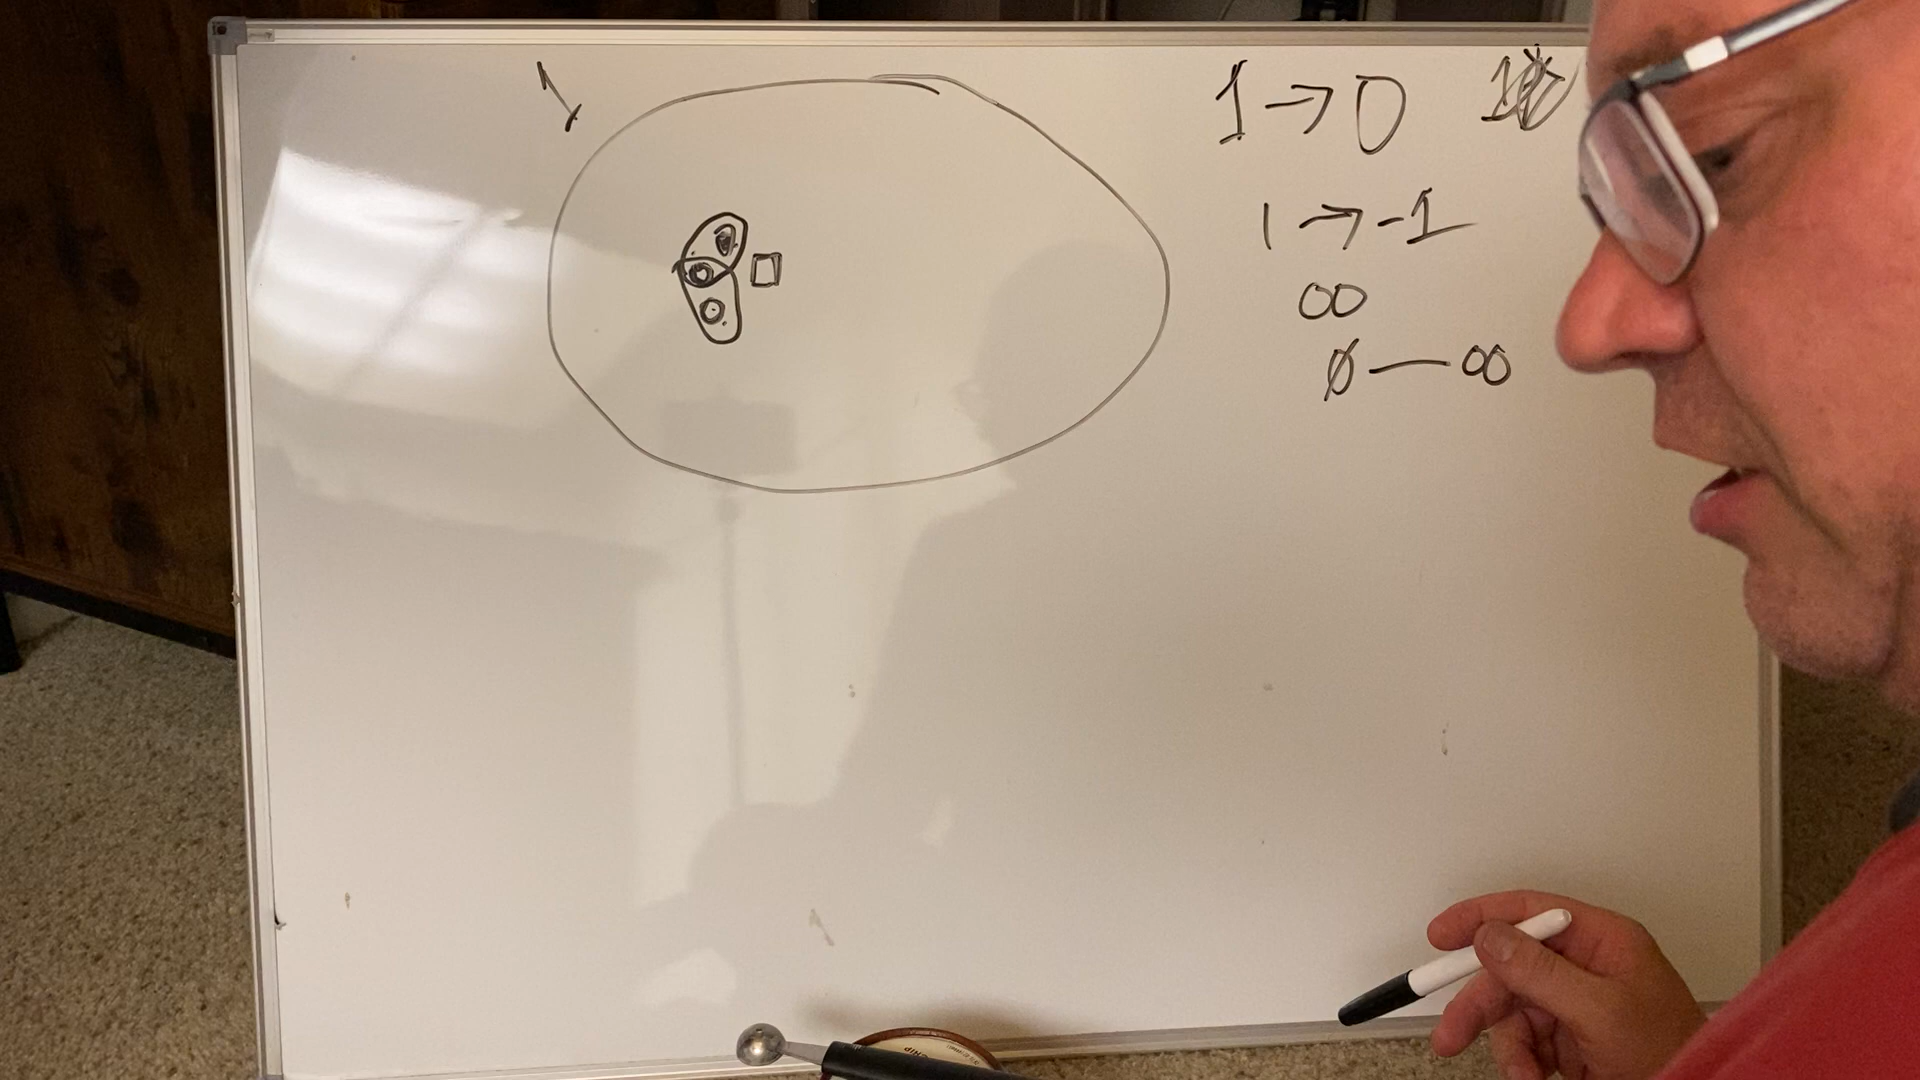 1
1 → 0
1 → -1
∞
∅ — ∞